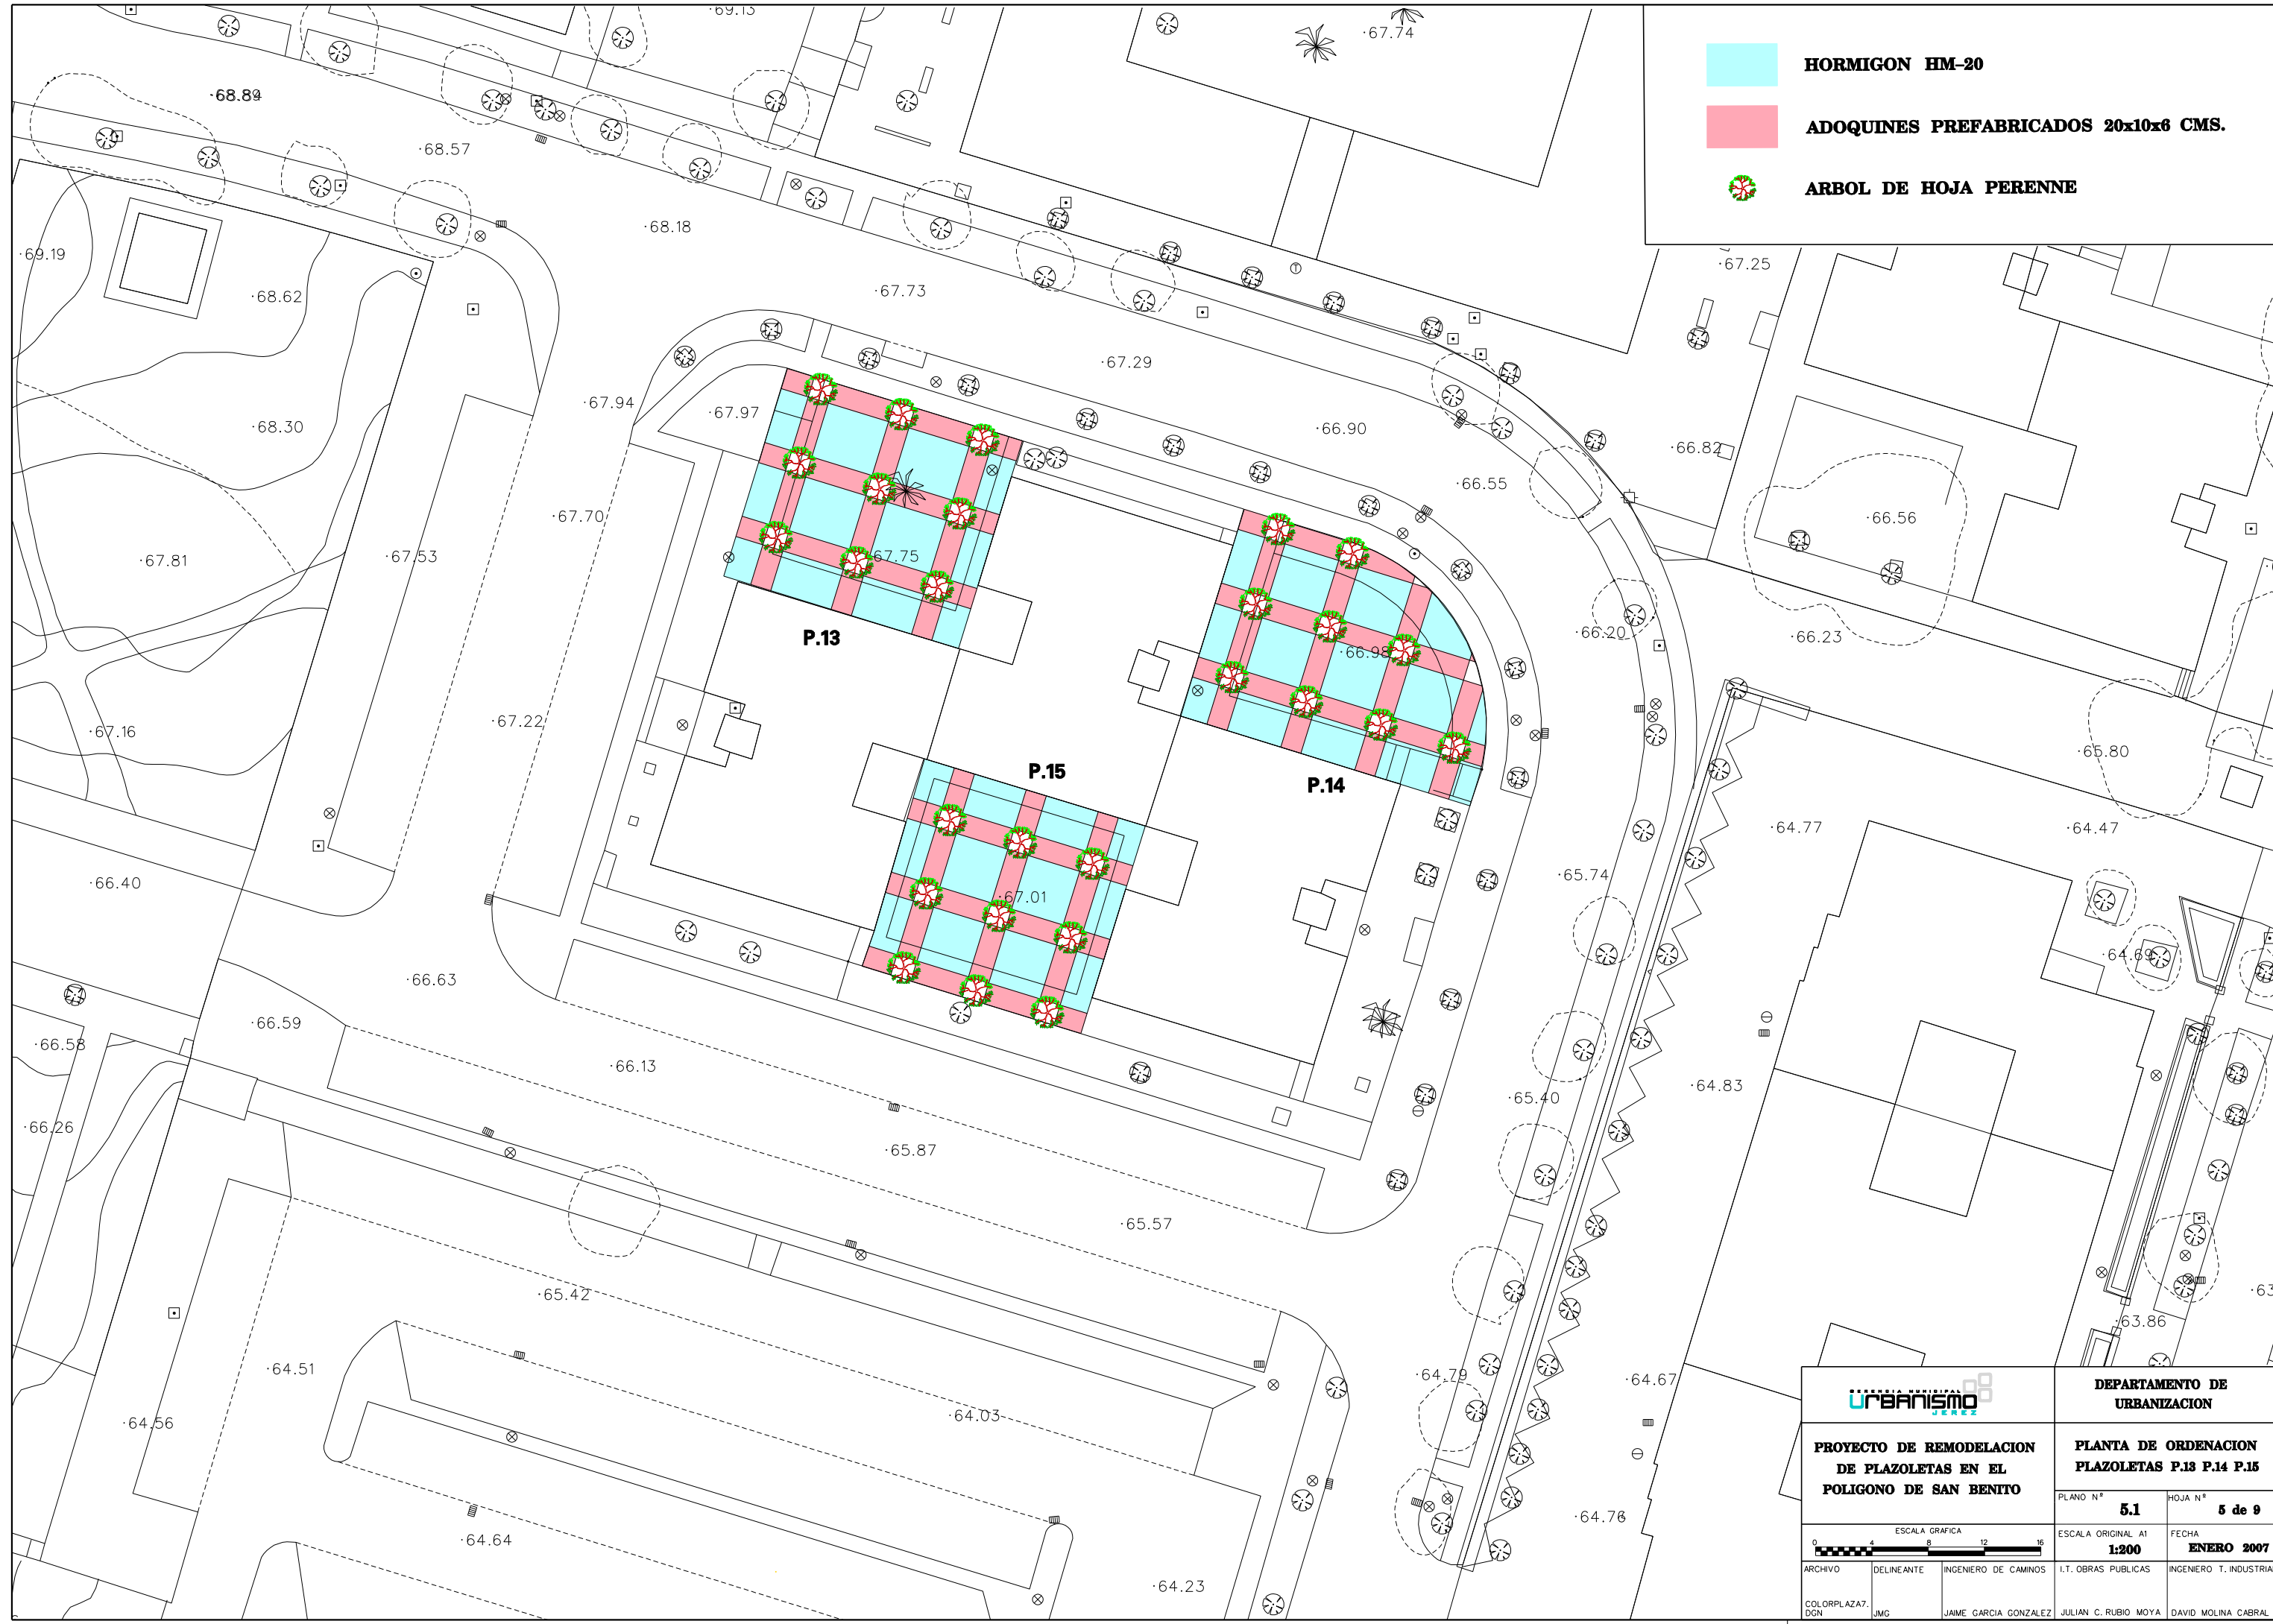 ·69.13
·67.74
HORMIGON HM-20
·68.57
ADOQUINES PREFABRICADOS 20x10x6 CMS.
ARBOL DE HOJA PERENNE
·68.18
·69.19
·67.25
·68.62
·67.73
·67.29
·67.94
·67.97
·68.30
·66.90
·66.82
·66.55
·67.70
·66.56
·67.53
·67.75
·67.81
P.13
·66.20
·66.23
·66.98
·67.22
·67.16
·65.80
P.15
P.14
·64.77
·64.47
·66.40
·65.74
·67.01
·64.69
·66.63
·66.59
·66.58
·66.13
·64.83
·65.40
·66.26
·65.87
·65.57
·65.42
·63.86
·64.51
·64.79
·64.67
·64.56
·64.03
·64.76
·64.64
·64.23
GERENCIA MUNICIPAL
URBANISMO
JEREZ
DEPARTAMENTO DE
URBANIZACION
PROYECTO DE REMODELACION
DE PLAZOLETAS EN EL
POLIGONO DE SAN BENITO
PLANTA DE ORDENACION
PLAZOLETAS P.13 P.14 P.15
PLANO Nº
5.1
HOJA Nº
5 de 9
ESCALA GRAFICA
0 4 8 12 16
ESCALA ORIGINAL A1
1:200
FECHA
ENERO 2007
ARCHIVO
COLORPLAZA7.
DGN
DELINEANTE
JMG
INGENIERO DE CAMINOS
JAIME GARCIA GONZALEZ
I.T. OBRAS PUBLICAS
JULIAN C. RUBIO MOYA
INGENIERO T. INDUSTRIA
DAVID MOLINA CABRAL